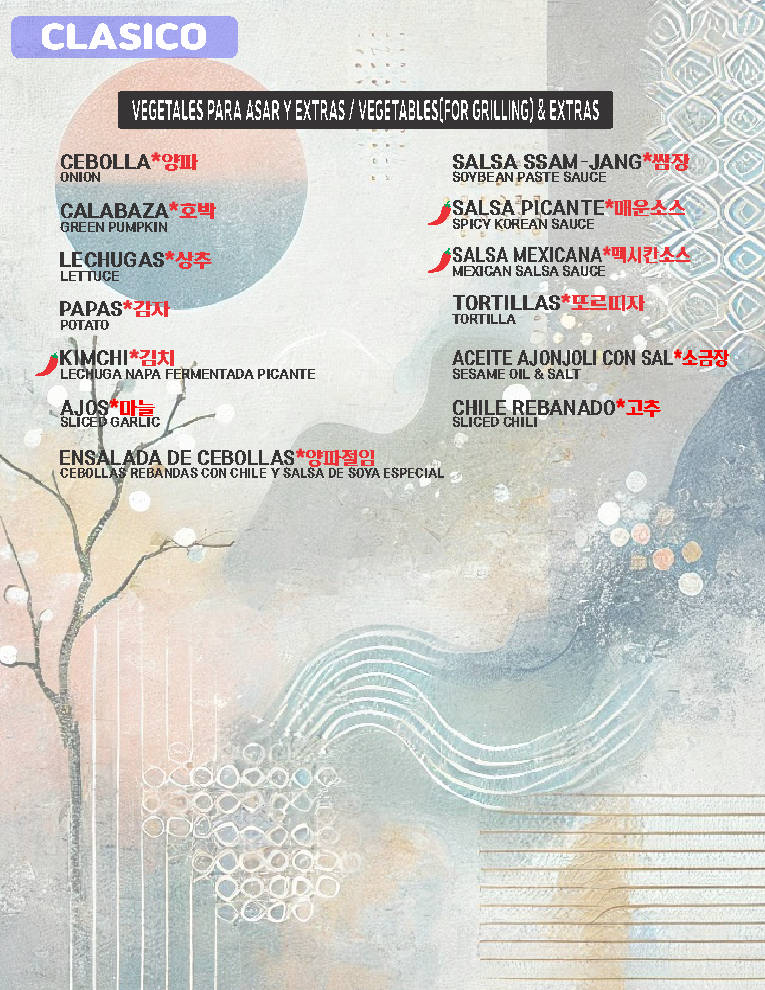 CLASICO
VEGETALES PARA ASAR Y EXTRAS / VEGETABLES(FOR GRILLING) & EXTRAS
CEBOLLA*양파
ONION
CALABAZA*호박
GREEN PUMPKIN
LECHUGAS*상추
LETTUCE
PAPAS*감자
POTATO
KIMCHI*김치
LECHUGA NAPA FERMENTADA PICANTE
AJOS*마늘
SLICED GARLIC
ENSALADA DE CEBOLLAS*양파절임
CEBOLLAS REBANDAS CON CHILE Y SALSA DE SOYA ESPECIAL
SALSA SSAM-JANG*쌈장
SOYBEAN PASTE SAUCE
SALSA PICANTE*매운소스
SPICY KOREAN SAUCE
SALSA MEXICANA*멕시칸소스
MEXICAN SALSA SAUCE
TORTILLAS*또르띠자
TORTILLA
ACEITE AJONJOLI CON SAL*소금장
SESAME OIL & SALT
CHILE REBANADO*고추
SLICED CHILI